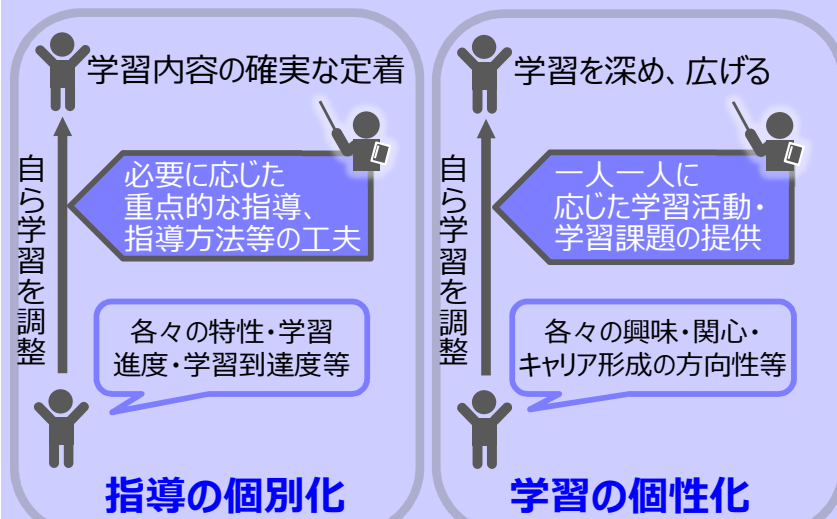 学習内容の確実な定着
必要に応じた
重点的な指導、
指導方法等の工夫
自ら学習を調整
各々の特性・学習
進度・学習到達度等
指導の個別化
学習を深め、広げる
一人一人に
応じた学習活動・
学習課題の提供
自ら学習を調整
各々の興味・関心・
キャリア形成の方向性等
学習の個性化